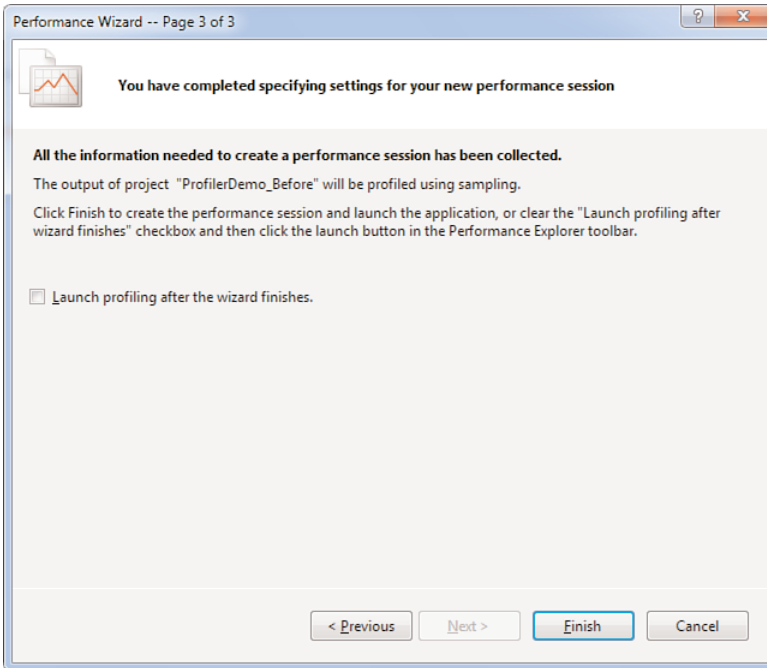 Performance Wizard -- Page 3 of 3
You have completed specifying settings for your new performance session
All the information needed to create a performance session has been collected.
The output of project "ProfilerDemo_Before" will be profiled using sampling.
Click Finish to create the performance session and launch the application, or clear the "Launch profiling after
wizard finishes" checkbox and then click the launch button in the Performance Explorer toolbar.
Launch profiling after the wizard finishes.
< Previous Next > Finish Cancel